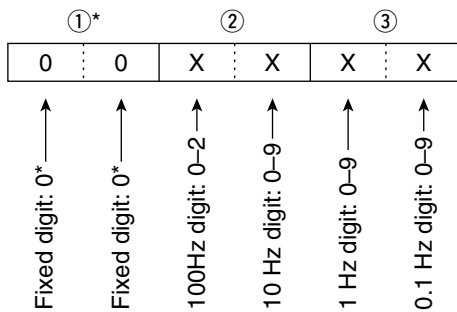 ①* ② ③
0 0 X X X X
Fixed digit: 0*
Fixed digit: 0*
100Hz digit: 0–2
10 Hz digit: 0–9
1 Hz digit: 0–9
0.1 Hz digit: 0–9